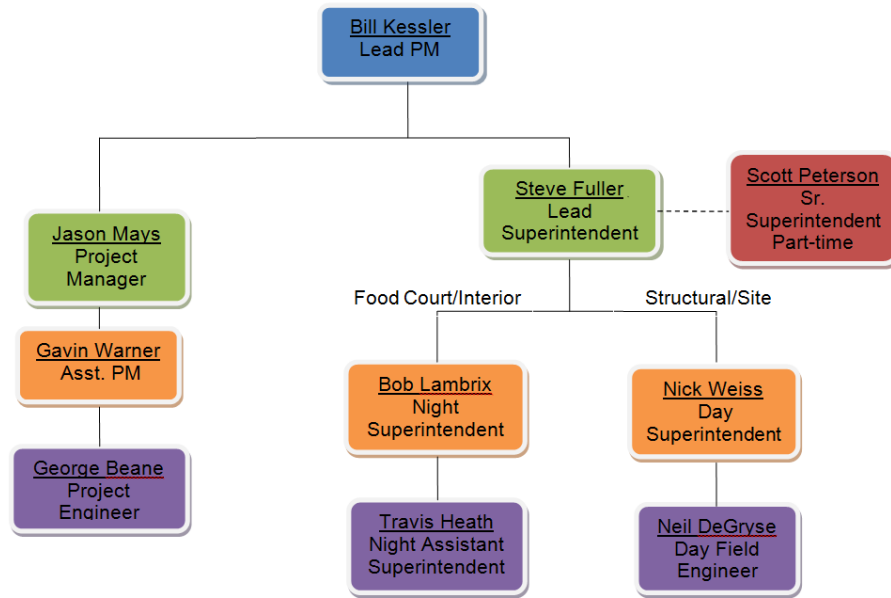 Bill Kessler
Lead PM
Steve Fuller
Lead
Superintendent
Scott Peterson
Sr.
Superintendent
Part-time
Jason Mays
Project
Manager
Food Court/Interior
Structural/Site
Gavin Warner
Asst. PM
Bob Lambrix
Night
Superintendent
Nick Weiss
Day
Superintendent
George Beane
Project
Engineer
Travis Heath
Night Assistant
Superintendent
Neil DeGryse
Day Field
Engineer